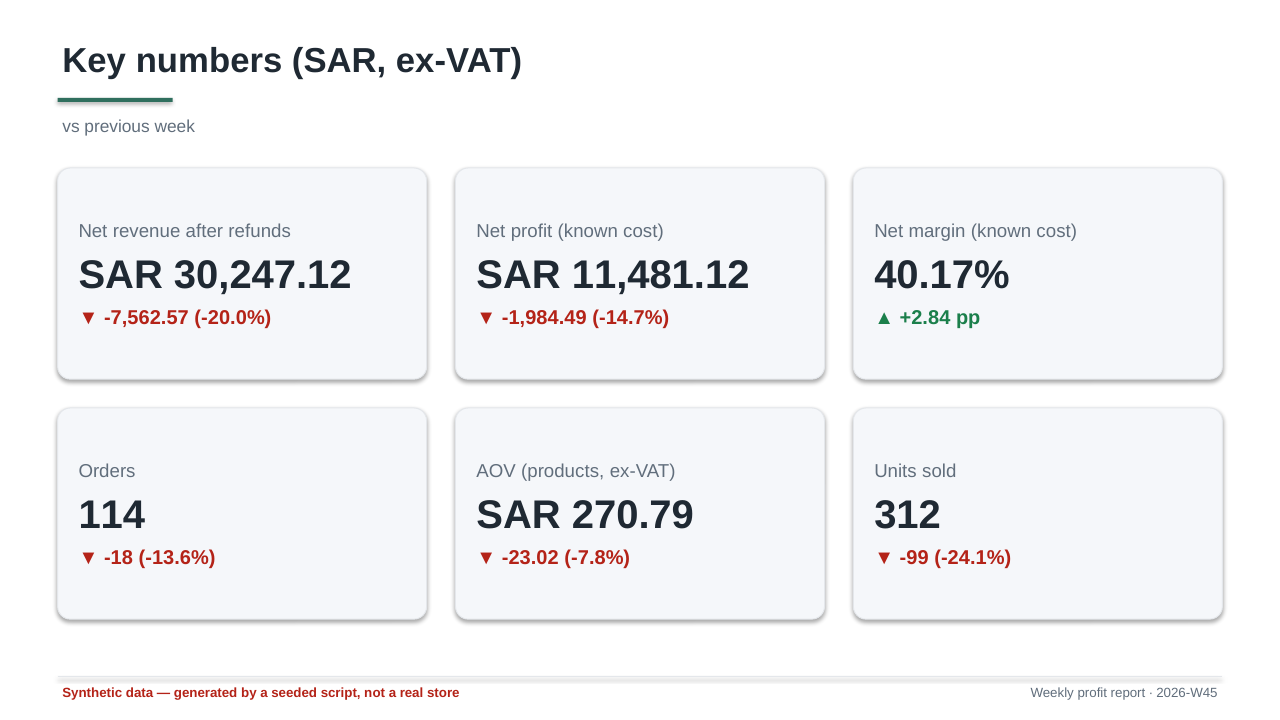 Key numbers (SAR, ex-VAT)
vs previous week
Net revenue after refunds
SAR 30,247.12
▼ -7,562.57 (-20.0%)
Net profit (known cost)
SAR 11,481.12
▼ -1,984.49 (-14.7%)
Net margin (known cost)
40.17%
▲ +2.84 pp
Orders
114
▼ -18 (-13.6%)
AOV (products, ex-VAT)
SAR 270.79
▼ -23.02 (-7.8%)
Units sold
312
▼ -99 (-24.1%)
Synthetic data — generated by a seeded script, not a real store
Weekly profit report · 2026-W45